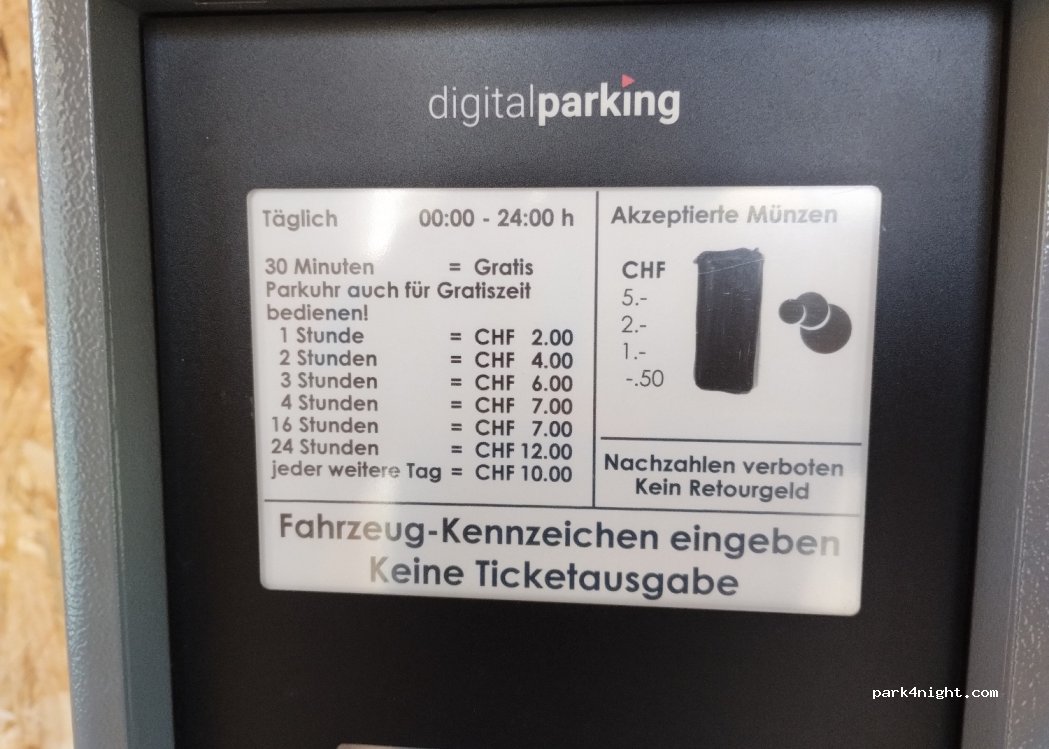 digitalparking
Täglich 00:00 - 24:00 h
30 Minuten = Gratis
Parkuhr auch für Gratiszeit
bedienen!
1 Stunde = CHF 2.00
2 Stunden = CHF 4.00
3 Stunden = CHF 6.00
4 Stunden = CHF 7.00
16 Stunden = CHF 7.00
24 Stunden = CHF 12.00
jeder weitere Tag = CHF 10.00
Akzeptierte Münzen
CHF
5.-
2.-
1.-
-.50
Nachzahlen verboten
Kein Retourgeld
Fahrzeug-Kennzeichen eingeben
Keine Ticketausgabe
park4night.com